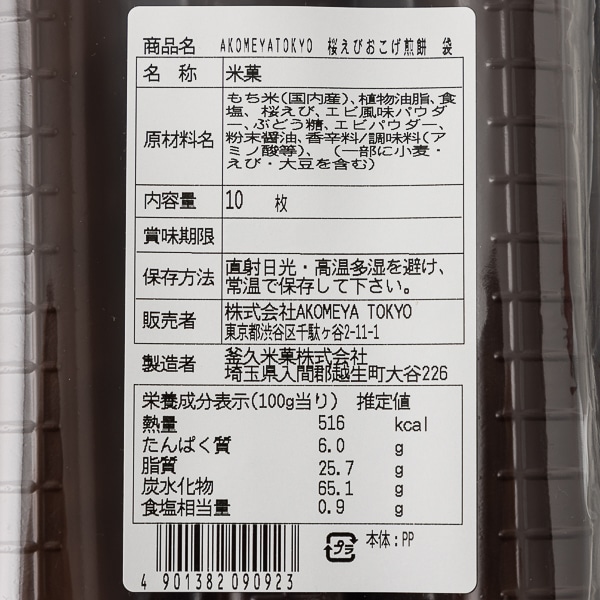 商品名 AKOMEYATOKYO 桜えびおこげ煎餅 袋
名 称 米菓
原材料名 もち米(国内産)、植物油脂、食
塩、桜えび、エビ風味パウダ
ー、ぶどう糖、エビパウダー、
粉末醤油、香辛料/調味料(ア
ミノ酸等)、(一部に小麦・
えび・大豆を含む)
内容量 10 枚
賞味期限
保存方法 直射日光・高温多湿を避け、
常温で保存して下さい。
販売者 株式会社AKOMEYA TOKYO
東京都渋谷区千駄ヶ谷2-11-1
製造者 釜久米菓株式会社
埼玉県入間郡越生町大谷226
栄養成分表示(100g当り) 推定値
熱量 516 kcal
たんぱく質 6.0 g
脂質 25.7 g
炭水化物 65.1 g
食塩相当量 0.9 g
プラ 本体:PP
4 901382 090923